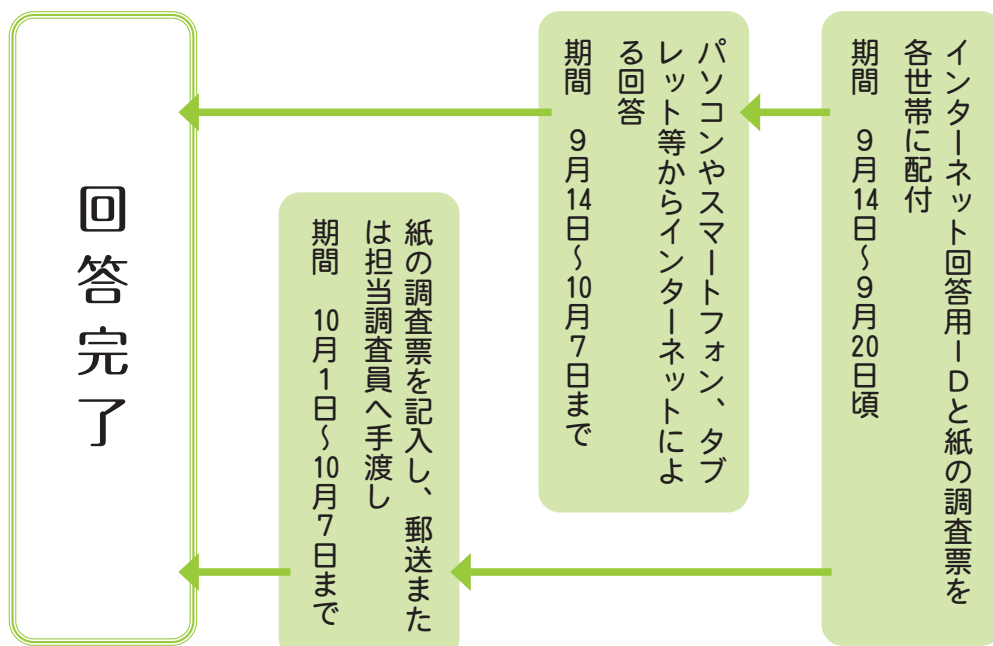 インターネット回答用ＩＤと紙の調査票を
各世帯に配付
期間　９月14日～９月20日頃
パソコンやスマートフォン、タブ
レット等からインターネットによ
る回答
期間　９月14日～10月７日まで
紙の調査票を記入し、郵送また
は担当調査員へ手渡し
期間　10月１日～10月７日まで
回答完了